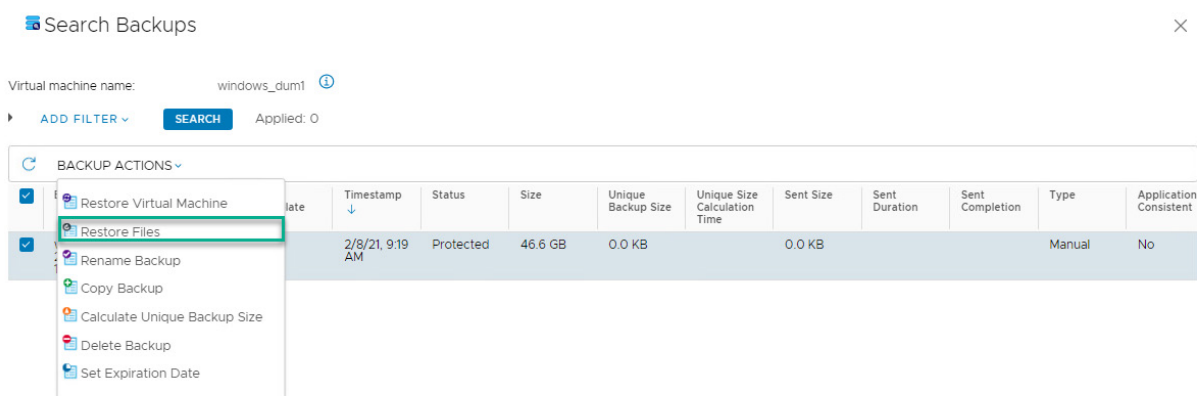 Search Backups
Virtual machine name: windows_dum1
ADD FILTER SEARCH Applied: 0
BACKUP ACTIONS
Timestamp Status Size Unique Backup Size Unique Size Calculation Time Sent Size Sent Duration Sent Completion Type Application Consistent
2/8/21, 9:19 AM Protected 46.6 GB 0.0 KB 0.0 KB Manual No
Restore Virtual Machine
Restore Files
Rename Backup
Copy Backup
Calculate Unique Backup Size
Delete Backup
Set Expiration Date